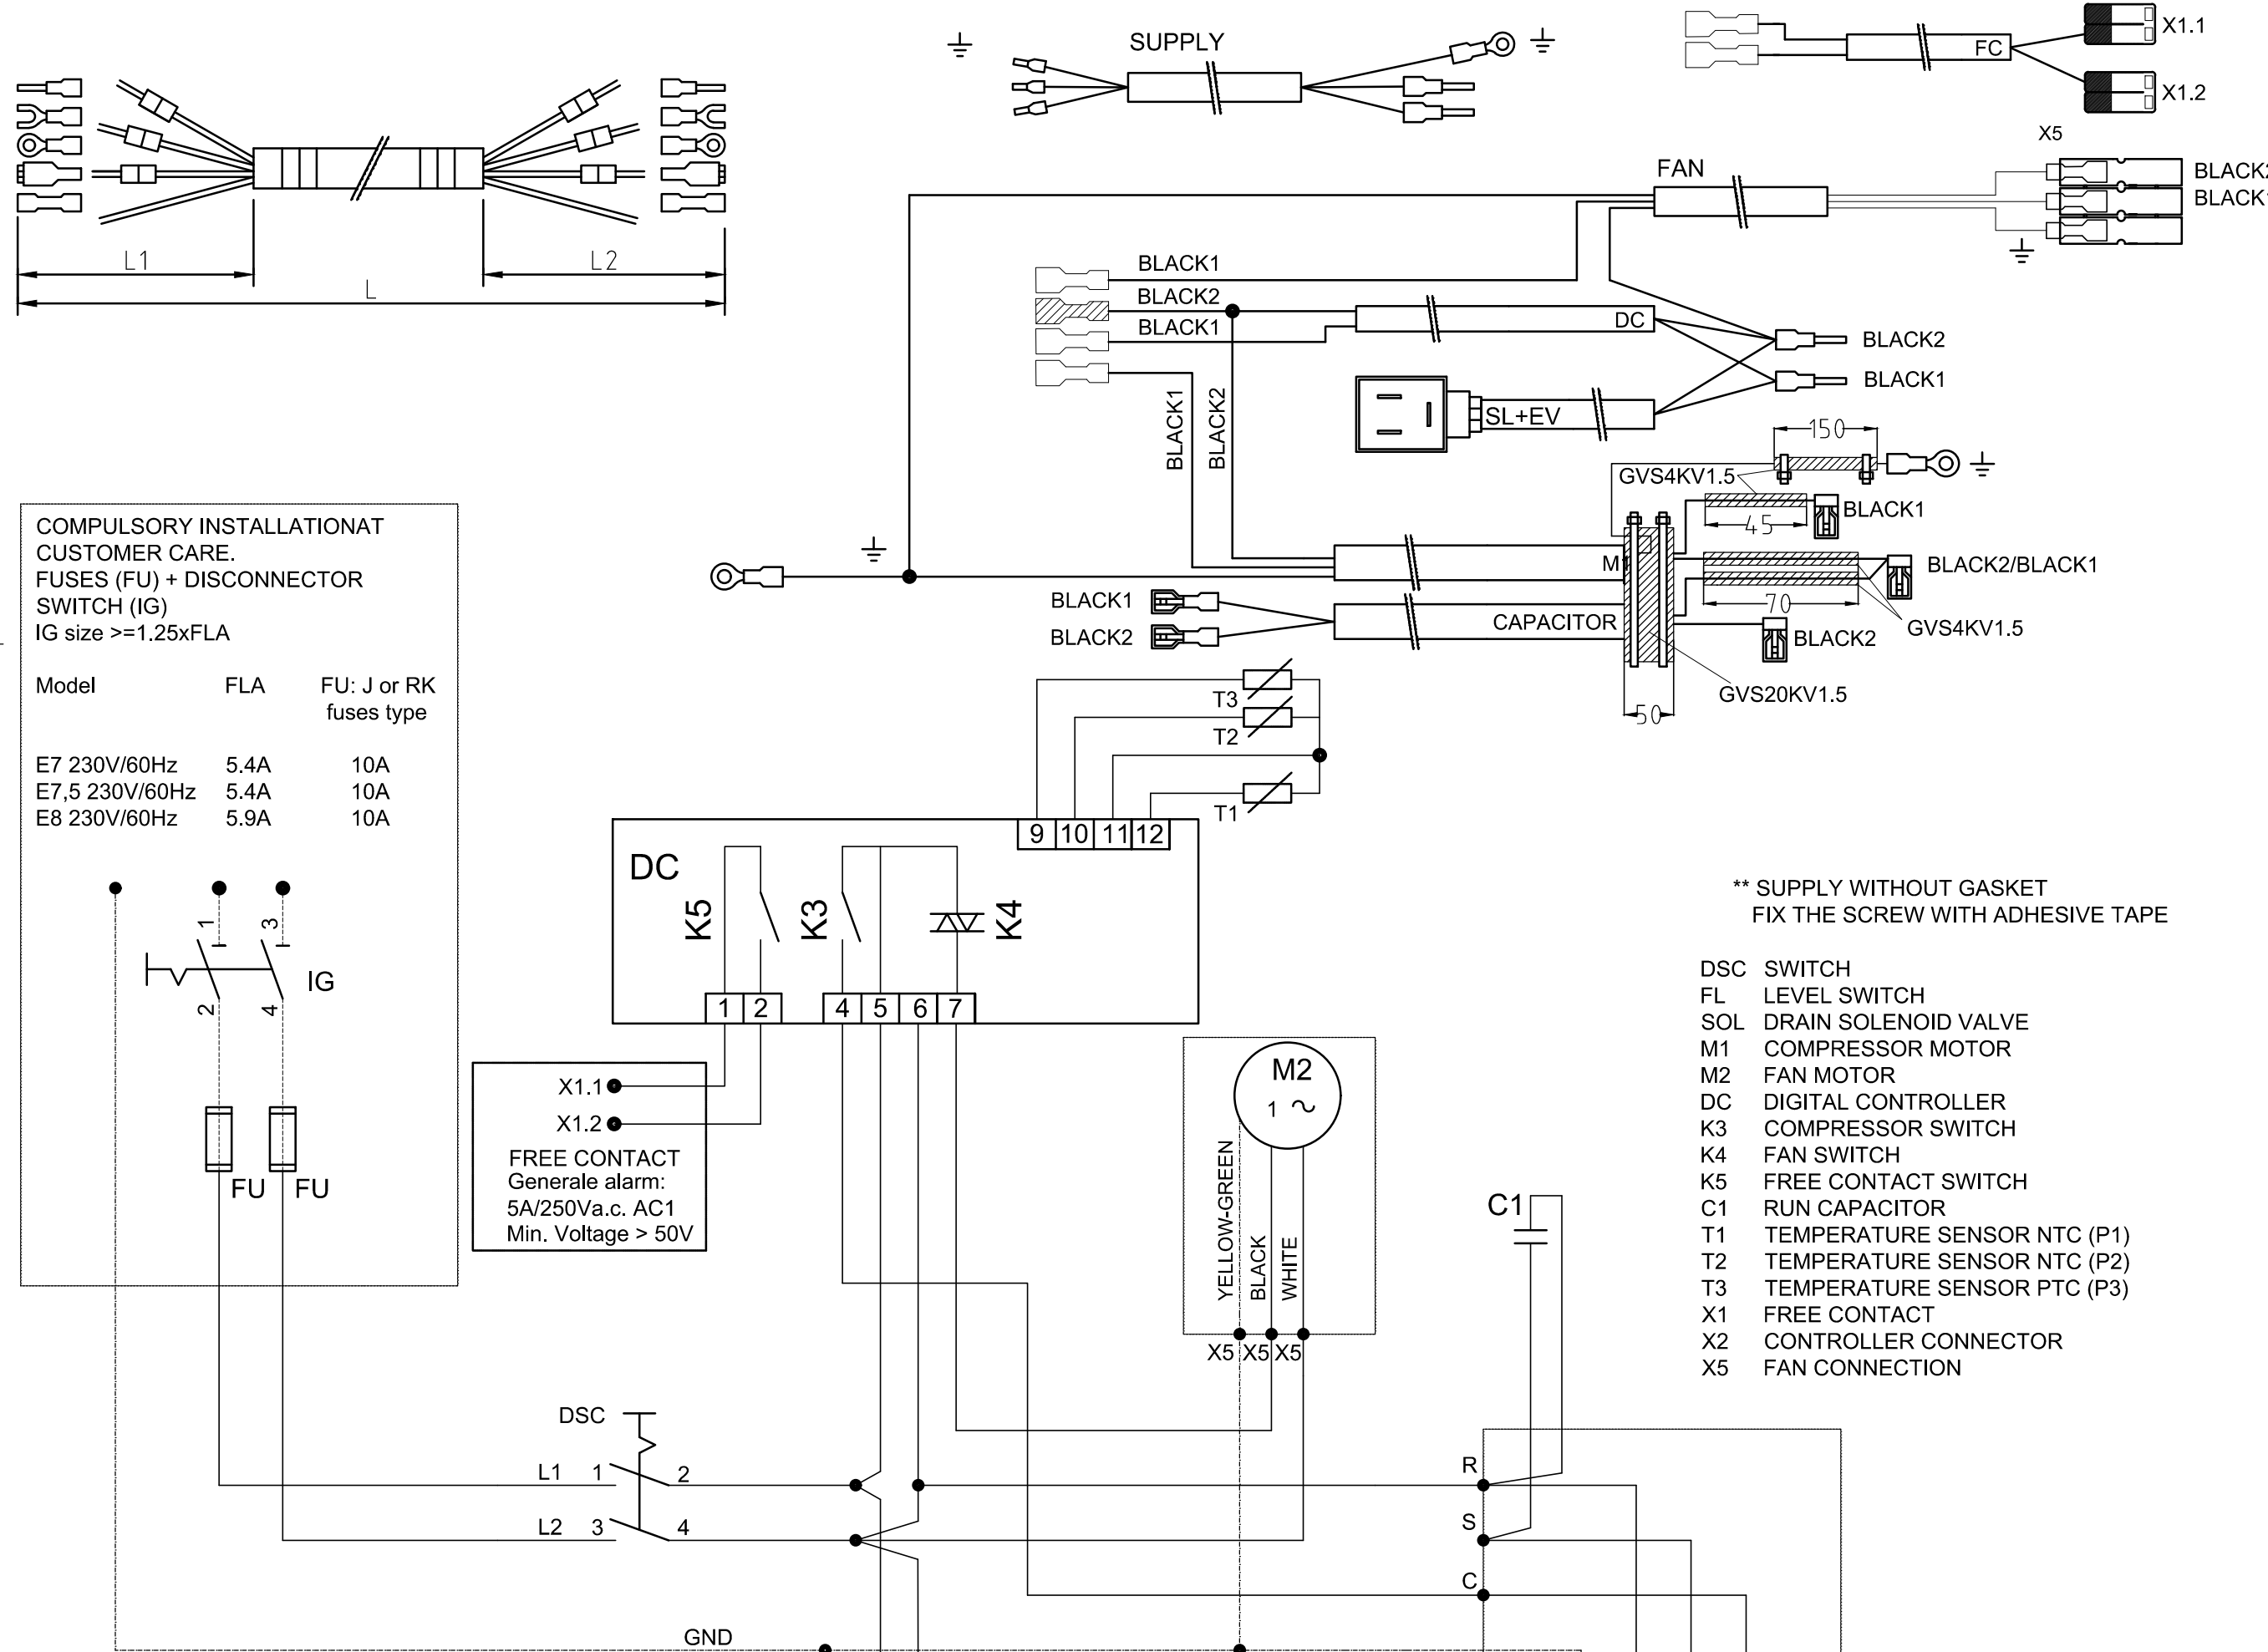 SUPPLY
FC
X1.1
X1.2
X5
FAN
BLACK2
BLACK1
L1
L2
L
BLACK1
BLACK2
BLACK1
DC
BLACK2
BLACK1
BLACK1
BLACK2
SL+EV
150
GVS4KV1.5
BLACK1
45
M1
BLACK2/BLACK1
70
GVS4KV1.5
BLACK1
BLACK2
CAPACITOR
BLACK2
GVS20KV1.5
50
COMPULSORY INSTALLATIONAT
CUSTOMER CARE.
FUSES (FU) + DISCONNECTOR
SWITCH (IG)
IG size >=1.25xFLA
Model FLA FU: J or RK
fuses type
E7 230V/60Hz 5.4A 10A
E7,5 230V/60Hz 5.4A 10A
E8 230V/60Hz 5.9A 10A
1 3
IG
2 4
FU FU
T3
T2
T1
9 10 11 12
DC
K5 K3 K4
1 2 4 5 6 7
X1.1
X1.2
FREE CONTACT
Generale alarm:
5A/250Va.c. AC1
Min. Voltage > 50V
M2
1 ~
YELLOW-GREEN
BLACK
WHITE
X5 X5 X5
C1
** SUPPLY WITHOUT GASKET
FIX THE SCREW WITH ADHESIVE TAPE
DSC SWITCH
FL LEVEL SWITCH
SOL DRAIN SOLENOID VALVE
M1 COMPRESSOR MOTOR
M2 FAN MOTOR
DC DIGITAL CONTROLLER
K3 COMPRESSOR SWITCH
K4 FAN SWITCH
K5 FREE CONTACT SWITCH
C1 RUN CAPACITOR
T1 TEMPERATURE SENSOR NTC (P1)
T2 TEMPERATURE SENSOR NTC (P2)
T3 TEMPERATURE SENSOR PTC (P3)
X1 FREE CONTACT
X2 CONTROLLER CONNECTOR
X5 FAN CONNECTION
DSC
L1 1 2
L2 3 4
R
S
C
GND